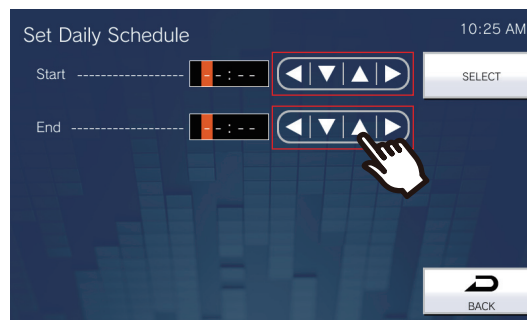 Set Daily Schedule
10:25 AM
Start ---------------- --:--
SELECT
End ----------------- --:--
BACK